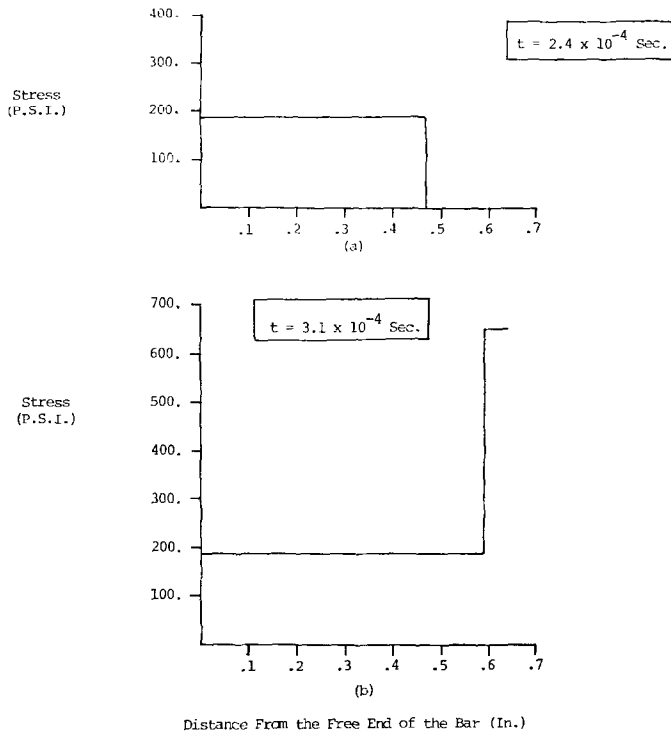 400.
t = 2.4 x 10⁻⁴ Sec.
300.
Stress
(P.S.I.)
200.
100.
.1 .2 .3 .4 .5 .6 .7
(a)
700.
t = 3.1 x 10⁻⁴ Sec.
600.
Stress
(P.S.I.)
500.
400.
300.
200.
100.
.1 .2 .3 .4 .5 .6 .7
(b)
Distance From the Free End of the Bar (In.)